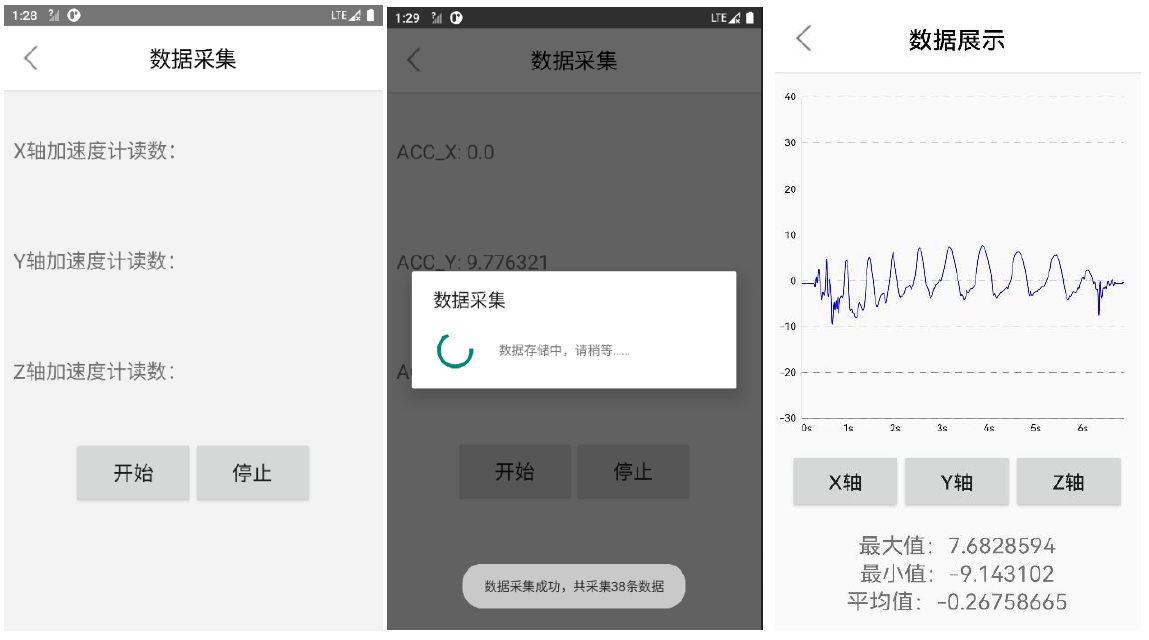 1:28
LTE
数据采集
X轴加速度计读数：
Y轴加速度计读数：
Z轴加速度计读数：
开始
停止
1:29
LTE
数据采集
ACC_X: 0.0
ACC_Y: 9.776321
数据采集
数据存储中，请稍等.....
A
开始
停止
数据采集成功，共采集38条数据
数据展示
40
30
20
10
0
-10
-20
-30
0s 1s 2s 3s 4s 5s 6s
X轴
Y轴
Z轴
最大值：7.6828594
最小值：-9.143102
平均值：-0.26758665